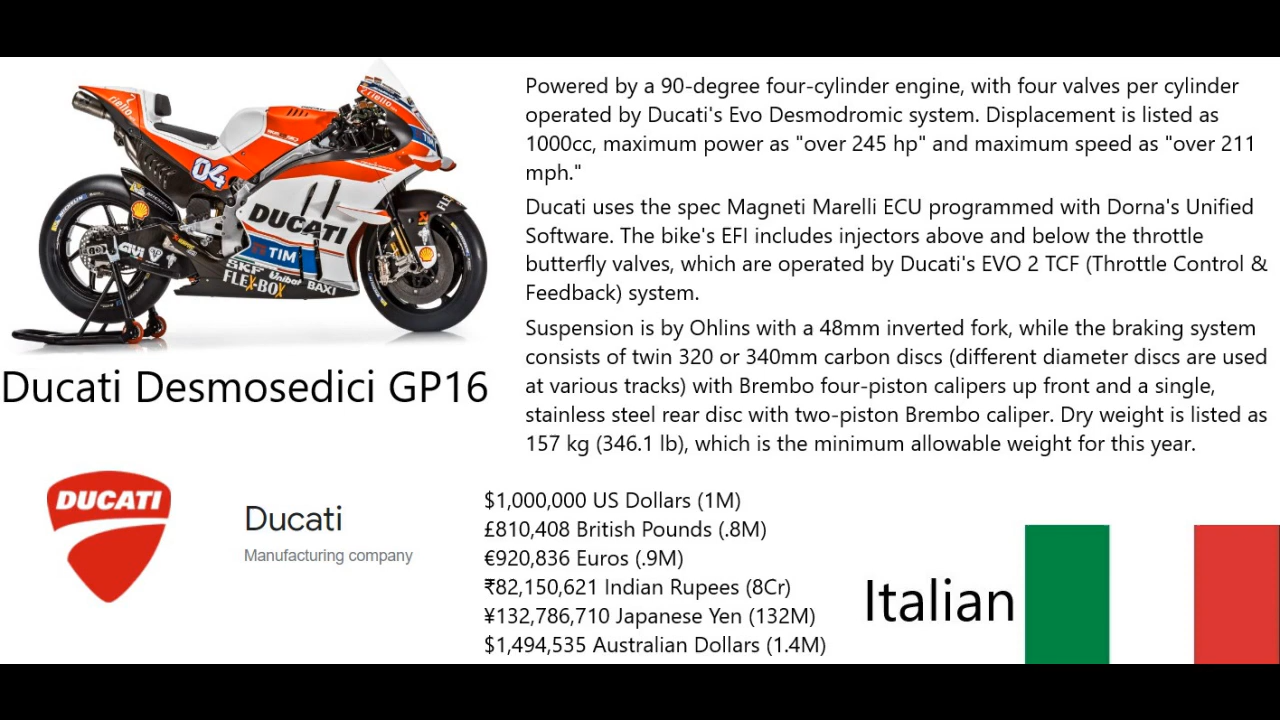 Powered by a 90-degree four-cylinder engine, with four valves per cylinder
operated by Ducati's Evo Desmodromic system. Displacement is listed as
1000cc, maximum power as "over 245 hp" and maximum speed as "over 211
mph."
Ducati uses the spec Magneti Marelli ECU programmed with Dorna's Unified
Software. The bike's EFI includes injectors above and below the throttle
butterfly valves, which are operated by Ducati's EVO 2 TCF (Throttle Control &
Feedback) system.
Suspension is by Ohlins with a 48mm inverted fork, while the braking system
consists of twin 320 or 340mm carbon discs (different diameter discs are used
at various tracks) with Brembo four-piston calipers up front and a single,
stainless steel rear disc with two-piston Brembo caliper. Dry weight is listed as
157 kg (346.1 lb), which is the minimum allowable weight for this year.
riello
04
DUCATI
TIM
GIVI
SKF
Unibat
FLEX-BOX
BAXI
Ducati Desmosedici GP16
DUCATI
Ducati
Manufacturing company
$1,000,000 US Dollars (1M)
£810,408 British Pounds (.8M)
€920,836 Euros (.9M)
₹82,150,621 Indian Rupees (8Cr)
¥132,786,710 Japanese Yen (132M)
$1,494,535 Australian Dollars (1.4M)
Italian